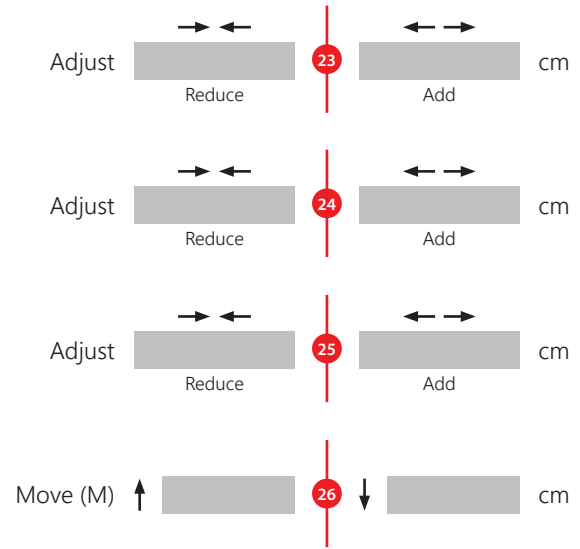 Adjust 23 cm
Reduce Add
Adjust 24 cm
Reduce Add
Adjust 25 cm
Reduce Add
Move (M) 26 cm